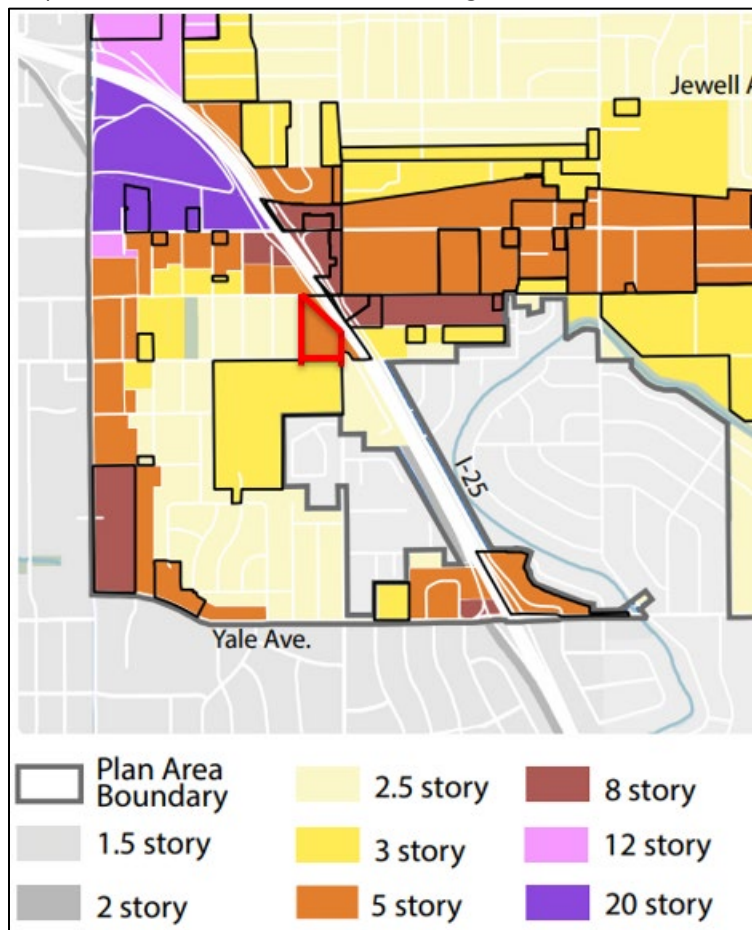 Jewell A
I-25
Yale Ave.
Plan Area
Boundary
2.5 story
8 story
1.5 story
3 story
12 story
2 story
5 story
20 story